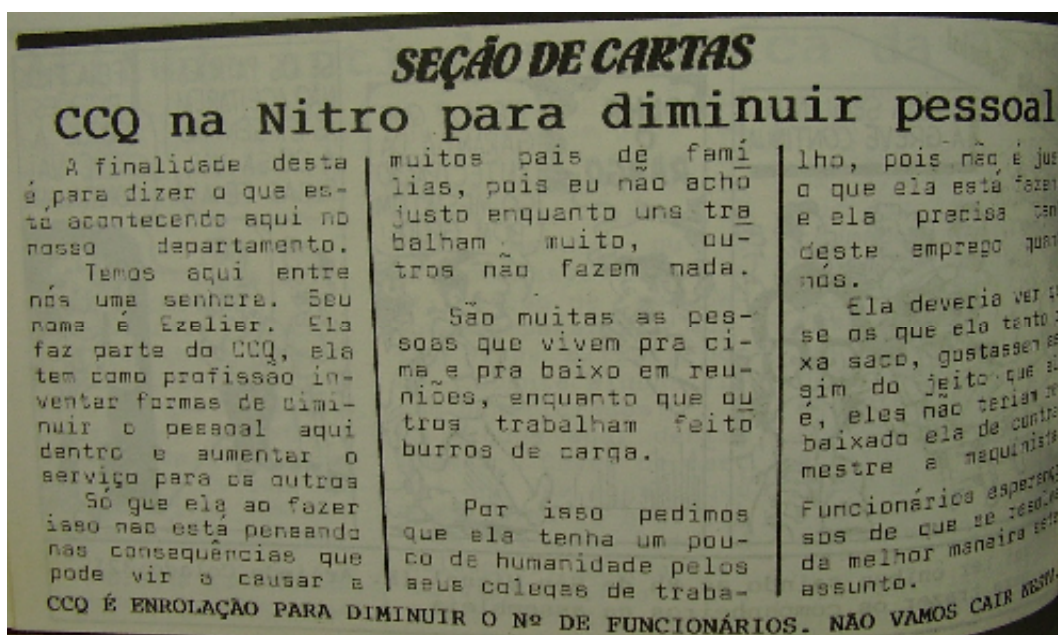 SEÇÃO DE CARTAS
CCQ na Nitro para diminuir pessoal
A finalidade desta
é para dizer o que es-
tá acontecendo aqui no
nosso departamento.
Temos aqui entre
nós uma senhora. Seu
nome é Ezelier. Ela
faz parte do CCQ, ela
tem como profissão in-
ventar formas de dimi-
nuir o pessoal aqui
dentro e aumentar o
serviço para os outros
Só que ela ao fazer
isso nao está pensando
nas consequências que
pode vir a causar a
muitos pais de famí
lias, pois eu não acho
justo enquanto uns tra
balham muito, ou-
tros não fazem nada.
São muitas as pes-
soas que vivem pra ci-
ma e pra baixo em reu-
niões, enquanto que ou
tros trabalham feito
burros de carga.
Por isso pedimos
que ela tenha um pou-
co de humanidade pelos
seus colegas de traba-
lho, pois não é jus
o que ela está fazen
e ela precisa tan
deste emprego quan
nós.
Ela deveria ver
se os que ela tanto
xa saco, gostassem as
sim do jeito que
é, eles não teriam
baixado ela de contra
mestre a maquinista
Funcionários esperanço
sos de que se resol
da melhor maneira este
assunto.
CCQ É ENROLAÇÃO PARA DIMINUIR O Nº DE FUNCIONÁRIOS. NÃO VAMOS CAIR